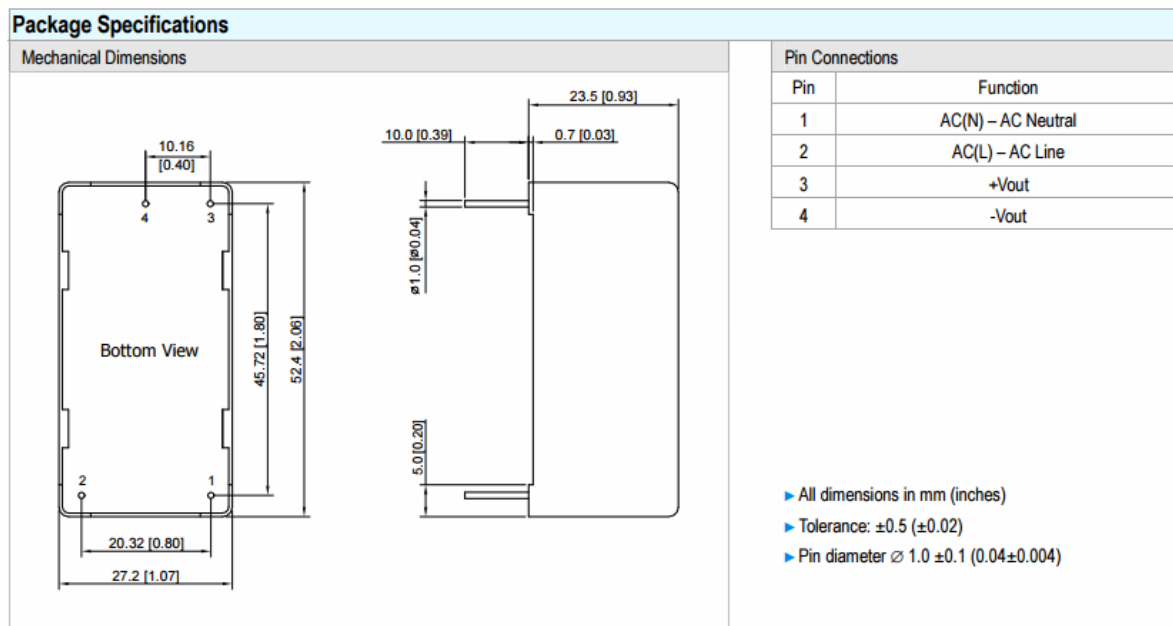 Package Specifications
Mechanical Dimensions
23.5 [0.93]
10.0 [0.39]
0.7 [0.03]
10.16
[0.40]
4
3
ø1.0 [ø0.04]
45.72 [1.80]
52.4 [2.06]
Bottom View
5.0 [0.20]
2
1
20.32 [0.80]
27.2 [1.07]
Pin Connections
Pin Function
1 AC(N) – AC Neutral
2 AC(L) – AC Line
3 +Vout
4 -Vout
► All dimensions in mm (inches)
► Tolerance: ±0.5 (±0.02)
► Pin diameter ∅ 1.0 ±0.1 (0.04±0.004)